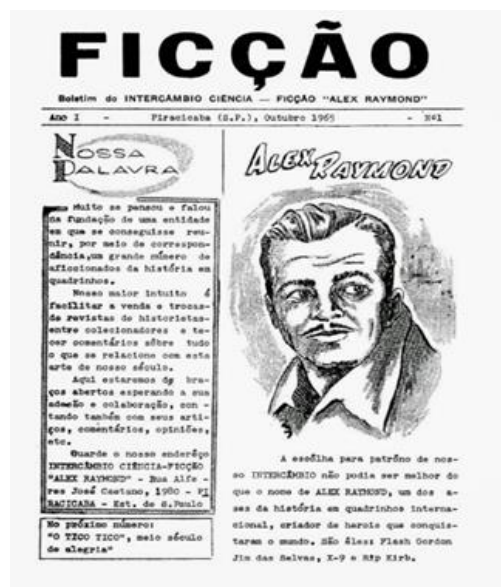 FICÇÃO
Boletim do INTERCÂMBIO CIÊNCIA — FICÇÃO "ALEX RAYMOND"
Ano I - Piracicaba (S.P.), Outubro 1965 - Nº1
NOSSA
PALAVRA
Muito se pensou e falou
na fundação de uma entidade
em que se conseguisse reu-
nir, por meio de correspon-
dência,um grande número de
aficcionados da história em
quadrinhos.
Nosso maior intuito é
facilitar a venda e trocas-
de revistas de historietas-
entre colecionadores e te-
cer comentários sôbre tudo
o que se relacione com esta
arte de nosso século.
Aqui estaremos de bra-
ços abertos esperando a sua
adesão e colaboração, con -
tando também com seus arti-
gos, comentários, opiniões,
etc.
Guarde o nosso enderêço
INTERCÂMBIO CIÊNCIA-FICÇÃO
"ALEX RAYMOND" - Rua Alfe -
res José Caetano, 1980 - PI
RACICABA - Est. de S.Paulo
No próximo número:
"O TICO TICO", meio século
de alegria"
ALEX RAYMOND
A escôlha para patrôno de nos-
so INTERCÂMBIO não podia ser melhor do
que o nome de ALEX RAYMOND, um dos a-
ses da história em quadrinhos interna-
cional, criador de herois que conquis-
taram o mundo. São êles: Flash Gordon
Jim das Selvas, X-9 e Rip Kirb.